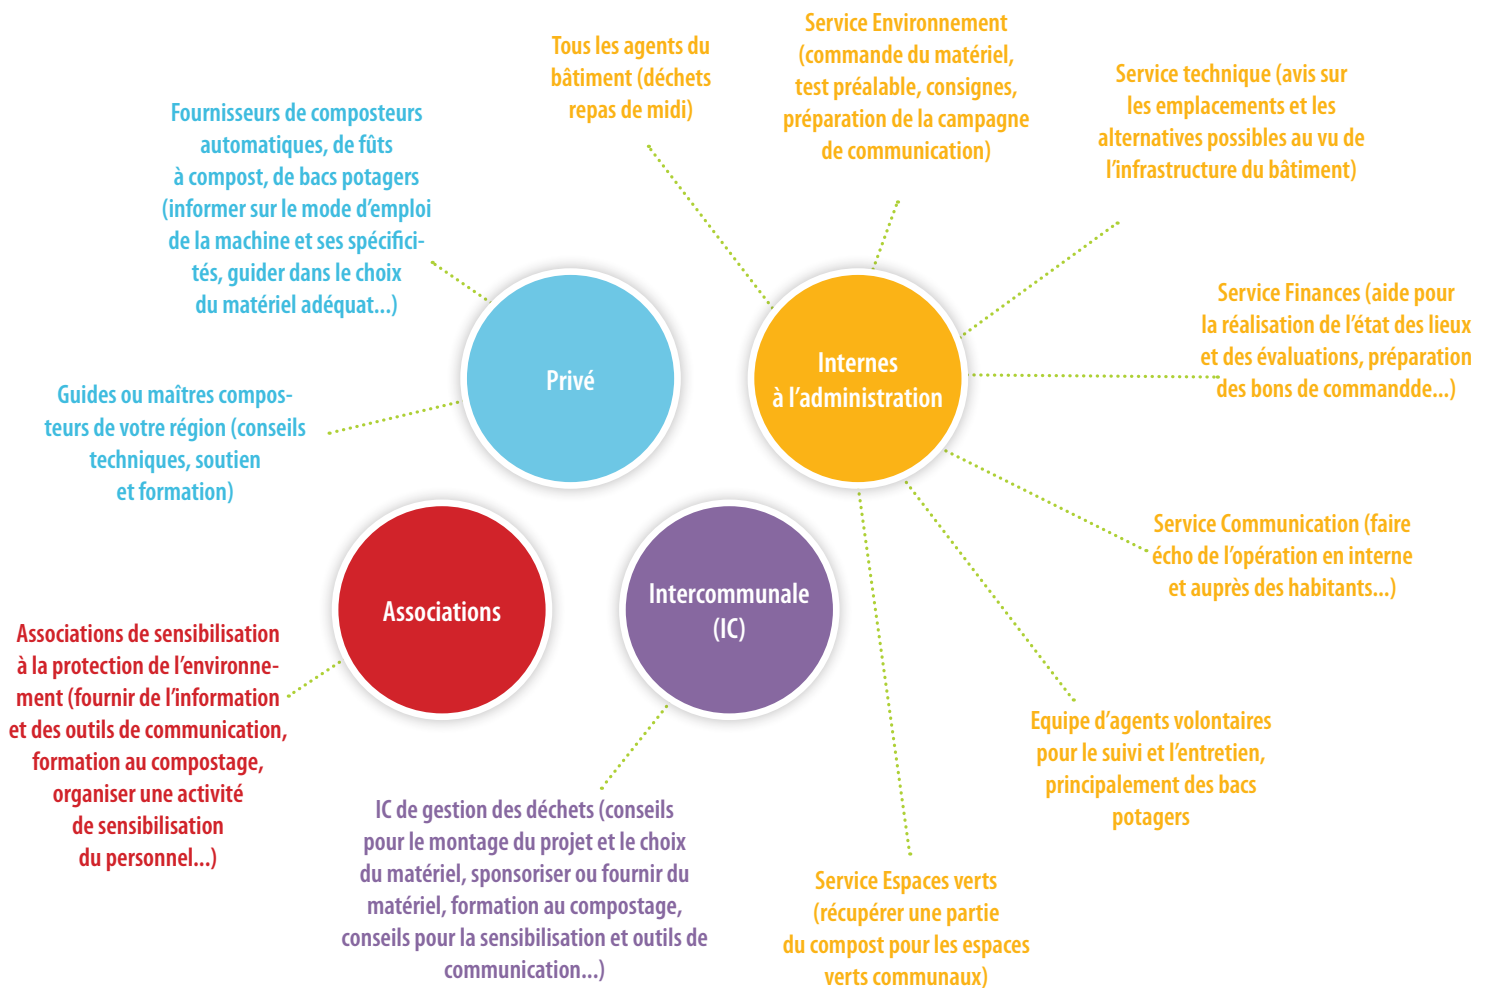 Tous les agents du
bâtiment (déchets
repas de midi)
Service Environnement
(commande du matériel,
test préalable, consignes,
préparation de la campagne
de communication)
Service technique (avis sur
les emplacements et les
alternatives possibles au vu de
l’infrastructure du bâtiment)
Fournisseurs de composteurs
automatiques, de fûts
à compost, de bacs potagers
(informer sur le mode d’emploi
de la machine et ses spécifici-
tés, guider dans le choix
du matériel adéquat...)
Service Finances (aide pour
la réalisation de l’état des lieux
et des évaluations, préparation
des bons de commandde...)
Privé
Internes
à l’administration
Guides ou maîtres compos-
teurs de votre région (conseils
techniques, soutien
et formation)
Service Communication (faire
écho de l’opération en interne
et auprès des habitants...)
Associations
Intercommunale
(IC)
Associations de sensibilisation
à la protection de l’environne-
ment (fournir de l’information
et des outils de communication,
formation au compostage,
organiser une activité
de sensibilisation
du personnel...)
Equipe d’agents volontaires
pour le suivi et l’entretien,
principalement des bacs
potagers
IC de gestion des déchets (conseils
pour le montage du projet et le choix
du matériel, sponsoriser ou fournir du
matériel, formation au compostage,
conseils pour la sensibilisation et outils de
communication...)
Service Espaces verts
(récupérer une partie
du compost pour les espaces
verts communaux)